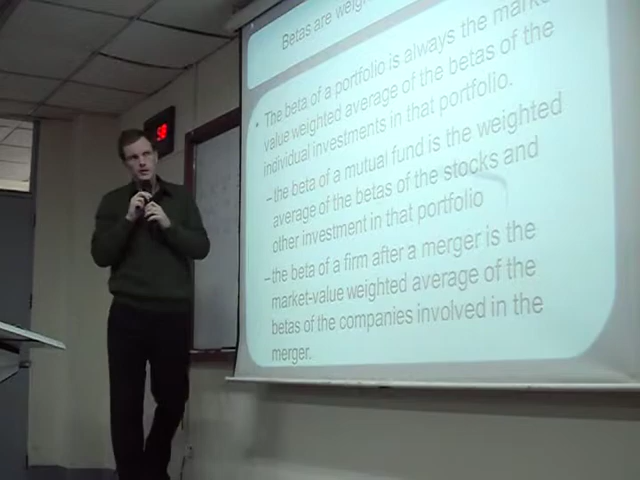 Betas are
• The beta of a portfolio is always the
value weighted average of the betas of the
individual investments in that portfolio.
–the beta of a mutual fund is the weighted
average of the betas of the stocks and
other investment in that portfolio
–the beta of a firm after a merger is the
market-value weighted average of the
betas of the companies involved in the
merger.